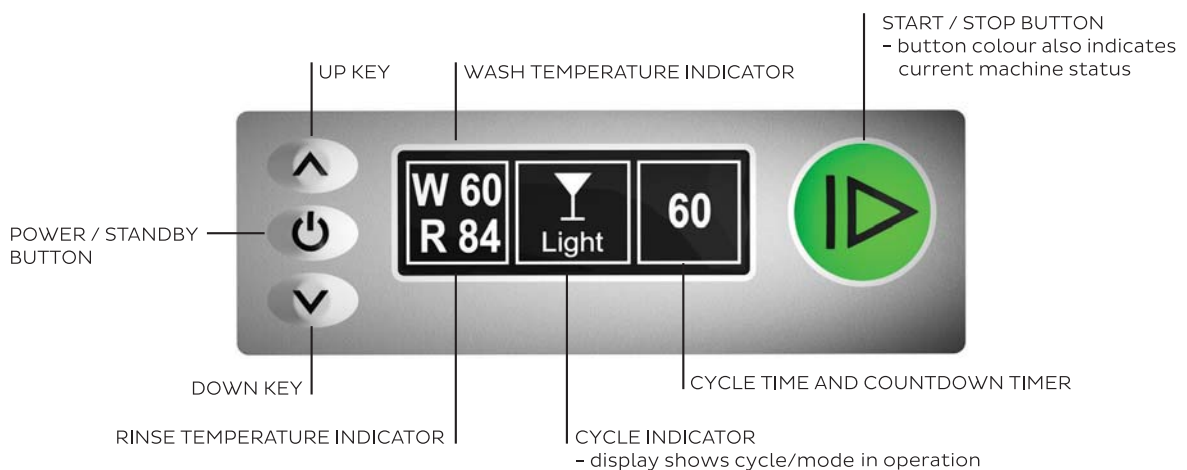 START / STOP BUTTON
- button colour also indicates
current machine status
UP KEY
WASH TEMPERATURE INDICATOR
W 60
R 84
Light
60
POWER / STANDBY
BUTTON
DOWN KEY
CYCLE TIME AND COUNTDOWN TIMER
RINSE TEMPERATURE INDICATOR
CYCLE INDICATOR
- display shows cycle/mode in operation